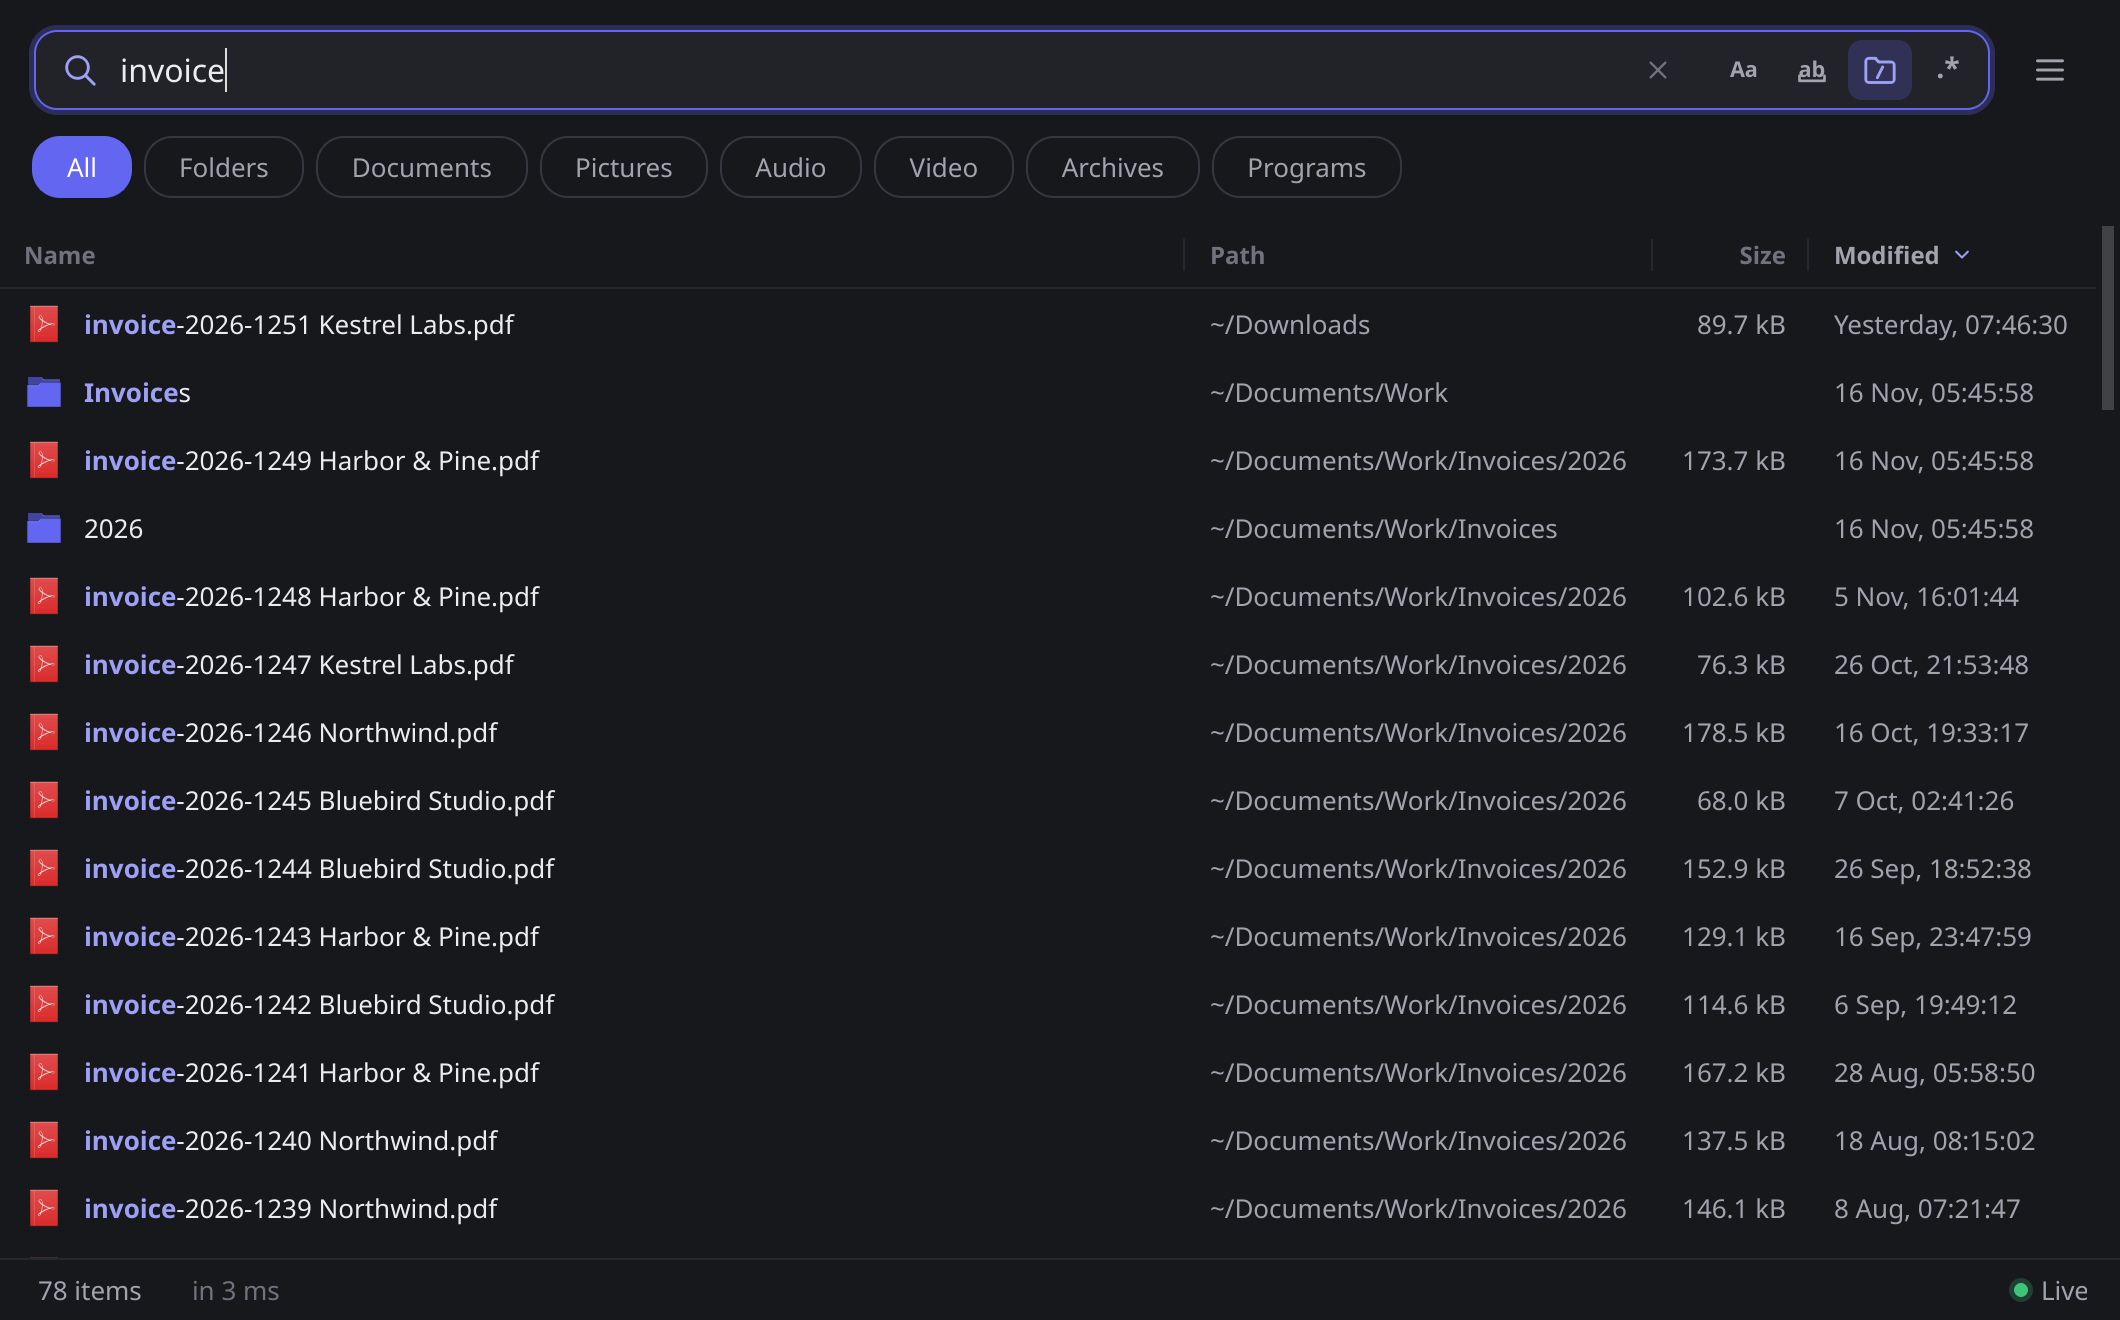 invoice Aa ab .*
All Folders Documents Pictures Audio Video Archives Programs
Name Path Size Modified
invoice-2026-1251 Kestrel Labs.pdf ~/Downloads 89.7 kB Yesterday, 07:46:30
Invoices ~/Documents/Work 16 Nov, 05:45:58
invoice-2026-1249 Harbor & Pine.pdf ~/Documents/Work/Invoices/2026 173.7 kB 16 Nov, 05:45:58
2026 ~/Documents/Work/Invoices 16 Nov, 05:45:58
invoice-2026-1248 Harbor & Pine.pdf ~/Documents/Work/Invoices/2026 102.6 kB 5 Nov, 16:01:44
invoice-2026-1247 Kestrel Labs.pdf ~/Documents/Work/Invoices/2026 76.3 kB 26 Oct, 21:53:48
invoice-2026-1246 Northwind.pdf ~/Documents/Work/Invoices/2026 178.5 kB 16 Oct, 19:33:17
invoice-2026-1245 Bluebird Studio.pdf ~/Documents/Work/Invoices/2026 68.0 kB 7 Oct, 02:41:26
invoice-2026-1244 Bluebird Studio.pdf ~/Documents/Work/Invoices/2026 152.9 kB 26 Sep, 18:52:38
invoice-2026-1243 Harbor & Pine.pdf ~/Documents/Work/Invoices/2026 129.1 kB 16 Sep, 23:47:59
invoice-2026-1242 Bluebird Studio.pdf ~/Documents/Work/Invoices/2026 114.6 kB 6 Sep, 19:49:12
invoice-2026-1241 Harbor & Pine.pdf ~/Documents/Work/Invoices/2026 167.2 kB 28 Aug, 05:58:50
invoice-2026-1240 Northwind.pdf ~/Documents/Work/Invoices/2026 137.5 kB 18 Aug, 08:15:02
invoice-2026-1239 Northwind.pdf ~/Documents/Work/Invoices/2026 146.1 kB 8 Aug, 07:21:47
78 items in 3 ms Live